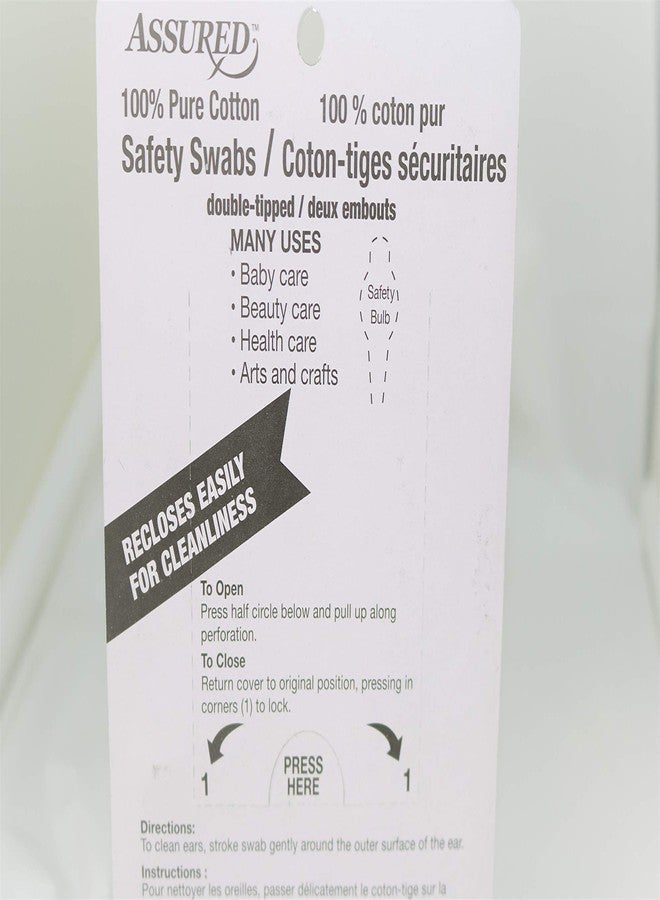 ASSURED™
100% Pure Cotton 100 % coton pur
Safety Swabs / Coton-tiges sécuritaires
double-tipped / deux embouts
MANY USES
• Baby care
• Beauty care
• Health care
• Arts and crafts
Safety
Bulb
RECLOSES EASILY
FOR CLEANLINESS
To Open
Press half circle below and pull up along
perforation.
To Close
Return cover to original position, pressing in
corners (1) to lock.
1 PRESS 1
HERE
Directions:
To clean ears, stroke swab gently around the outer surface of the ear.
Instructions :
Pour nettoyer les oreilles, passer délicatement le coton-tige sur la